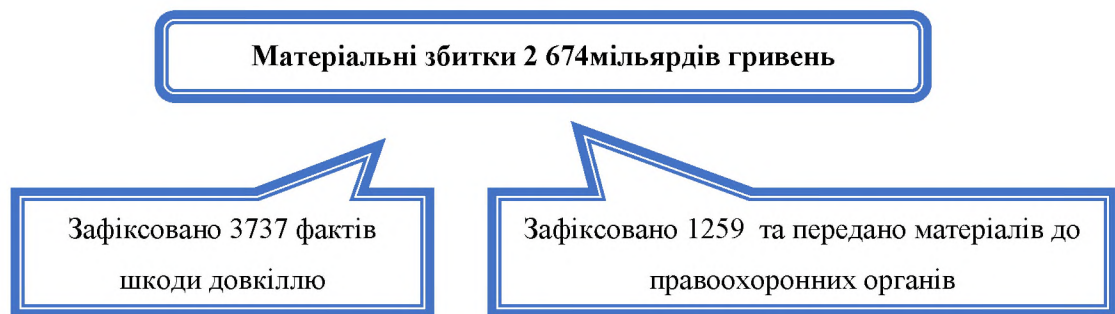 Матеріальні збитки 2 674мільярдів гривень
Зафіксовано 3737 фактів
шкоди довкіллю
Зафіксовано 1259  та передано матеріалів до
правоохоронних органів